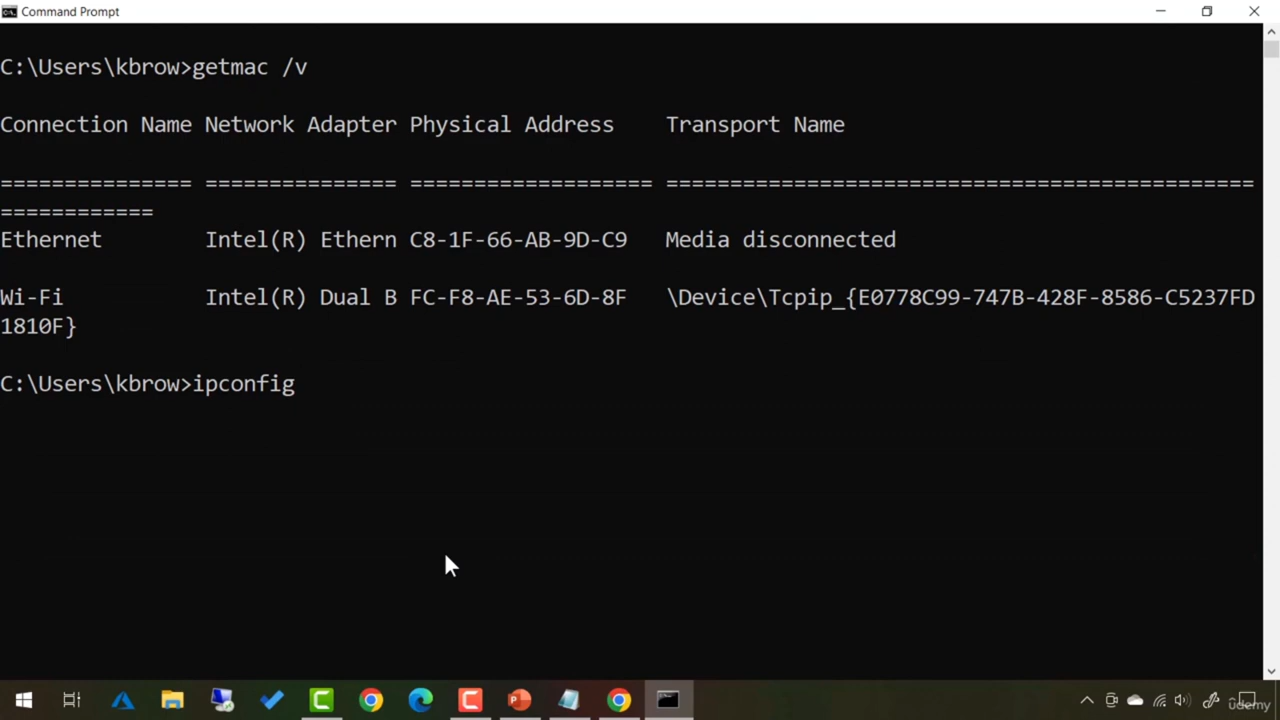 Command Prompt
C:\Users\kbrow>getmac /v
Connection Name Network Adapter Physical Address    Transport Name
=============== =============== =================== ==============================================
============
Ethernet        Intel(R) Ethern C8-1F-66-AB-9D-C9   Media disconnected
Wi-Fi           Intel(R) Dual B FC-F8-AE-53-6D-8F   \Device\Tcpip_{E0778C99-747B-428F-8586-C5237FD
1810F}
C:\Users\kbrow>ipconfig
udemy